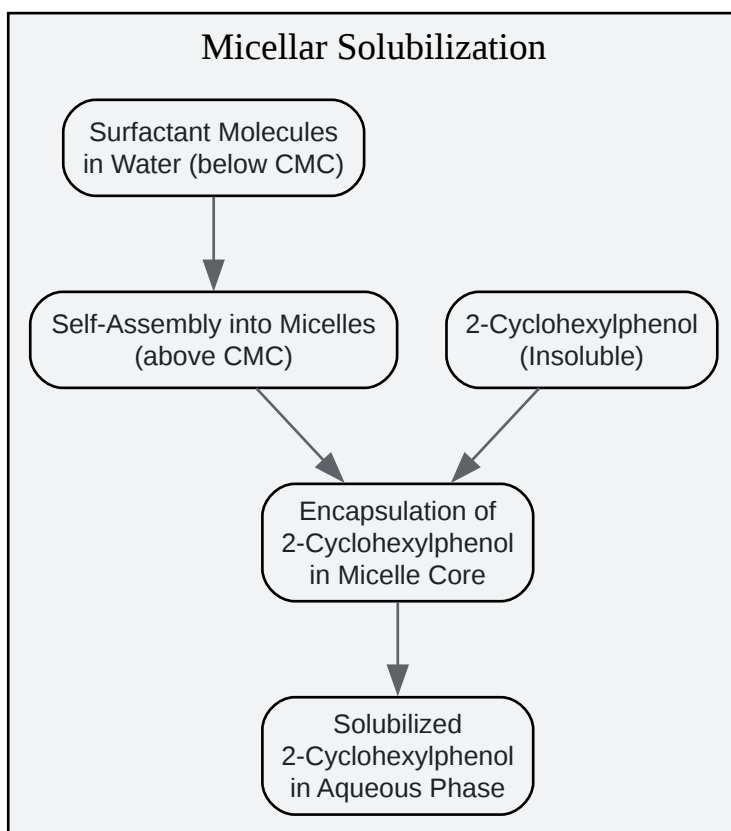 Micellar Solubilization
Surfactant Molecules
in Water (below CMC)
Self-Assembly into Micelles
(above CMC)
2-Cyclohexylphenol
(Insoluble)
Encapsulation of
2-Cyclohexylphenol
in Micelle Core
Solubilized
2-Cyclohexylphenol
in Aqueous Phase